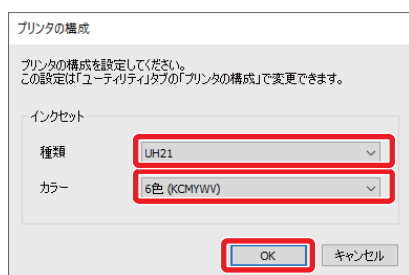 プリンタの構成
プリンタの構成を設定してください。
この設定は「ユーティリティ」タブの「プリンタの構成」で変更できます。
インクセット
種類 UH21
カラー 6色 (KCMYWV)
OK キャンセル